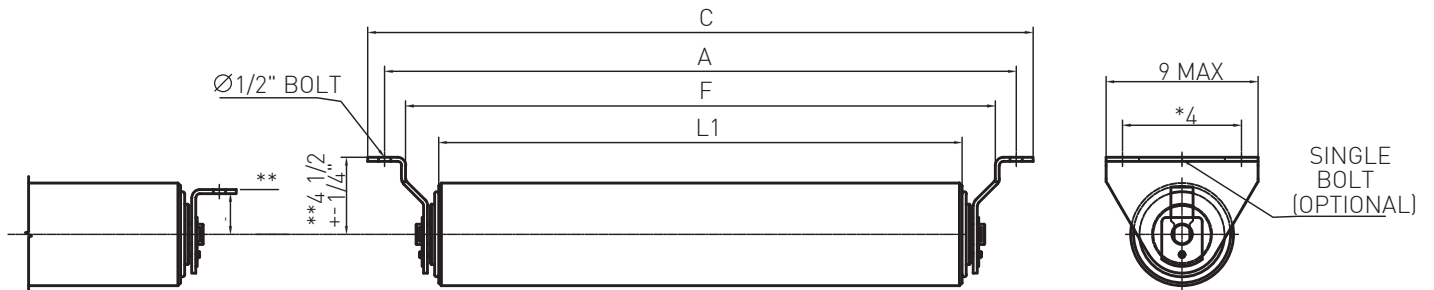 C
A
Ø1/2" BOLT
F
L1
9 MAX
*4
SINGLE
BOLT
(OPTIONAL)
**
**4 1/2
+- 1/4"